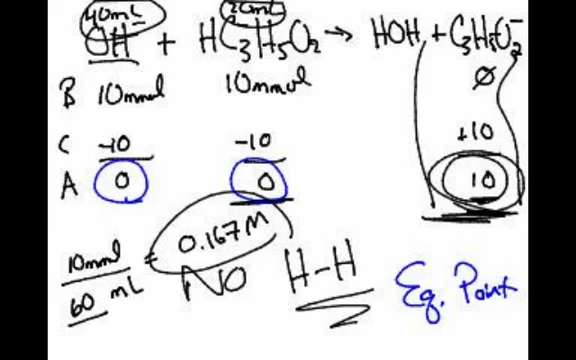 40mL 20mL
OH + HC3H5O2 → HOH + C3H5O2⁻
B 10mmol 10mmol ∅
C -10 -10 +10
A 0 0 10
10mml / 60 mL = 0.167M
NO H-H Eq. Point